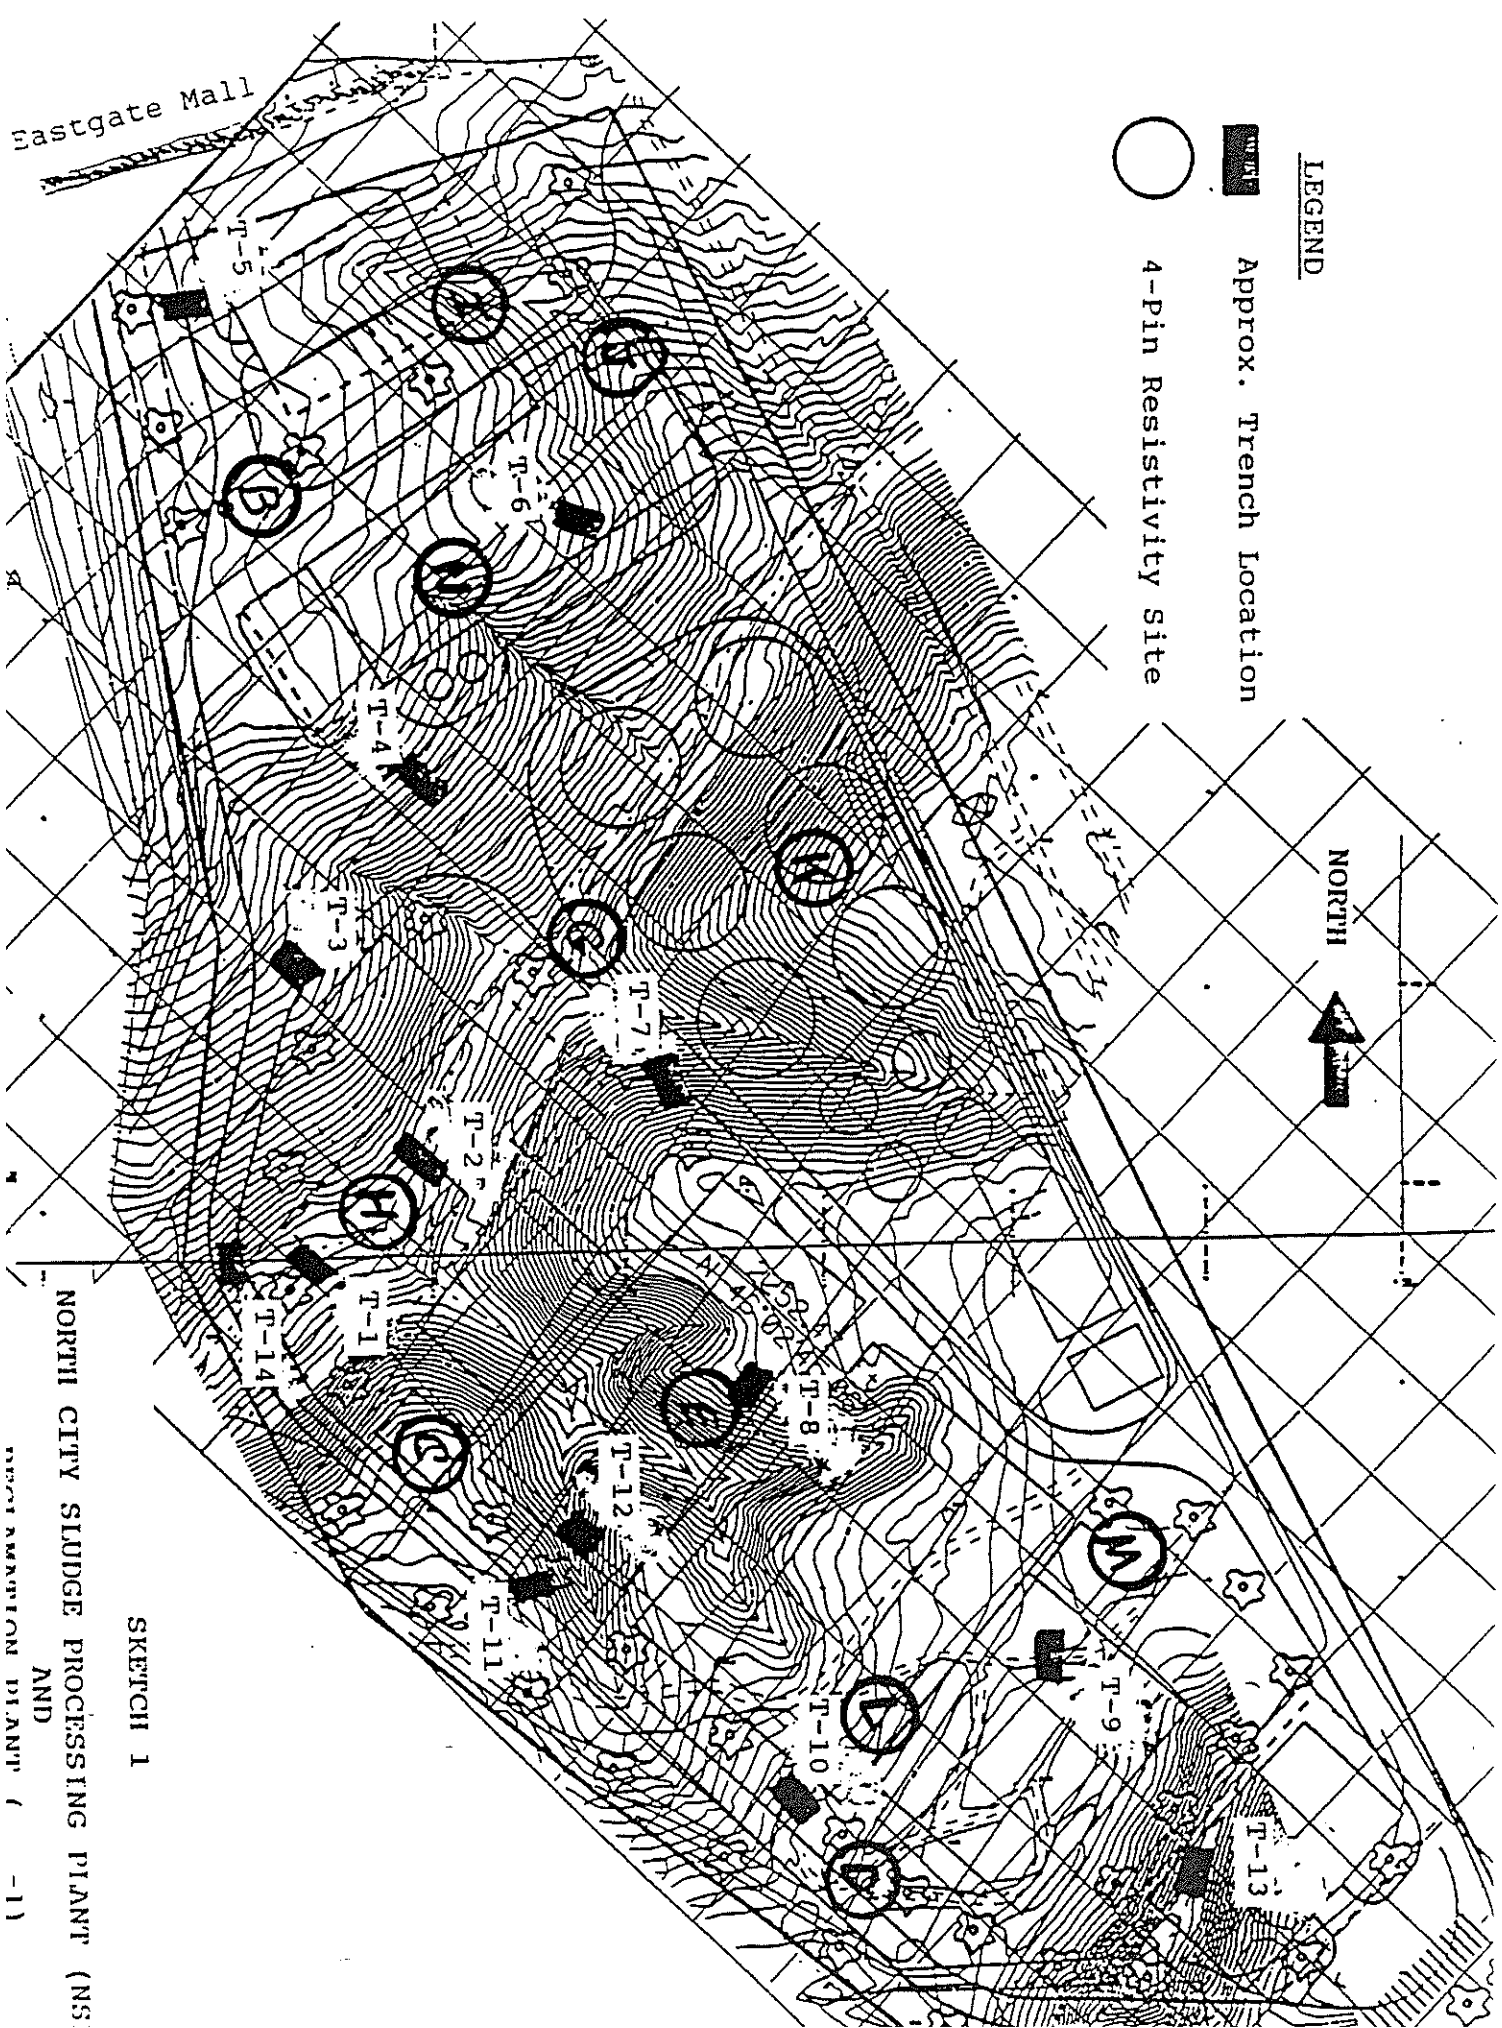 LEGEND
Approx. Trench Location
4-Pin Resistivity Site
NORTH
Eastgate Mall
T-5
T-6
T-4
T-3
T-7
T-2
T-1
T-14
T-8
T-12
T-11
T-9
T-10
T-13
N
B
N
K
G
H
C
E
M
L
D
SKETCH 1
NORTH CITY SLUDGE PROCESSING PLANT
AND